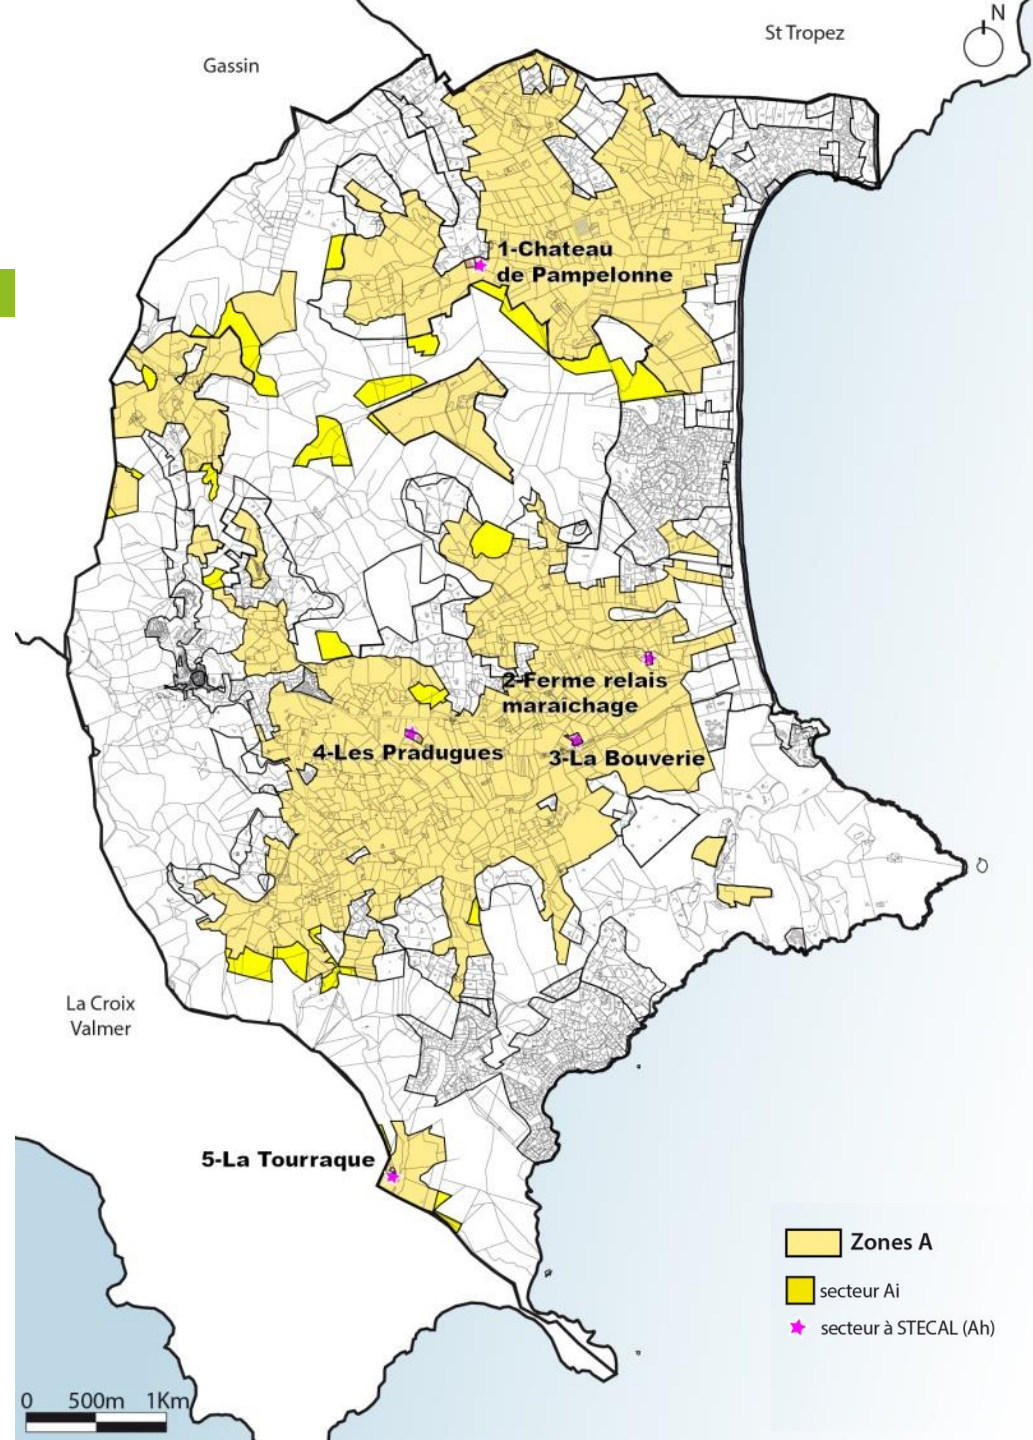 N
St Tropez
Gassin
1-Chateau
de Pampelonne
2-Ferme relais
maraichage
4-Les Pradugues
3-La Bouverie
La Croix
Valmer
5-La Tourraque
Zones A
secteur Ai
secteur à STECAL (Ah)
0 500m 1Km